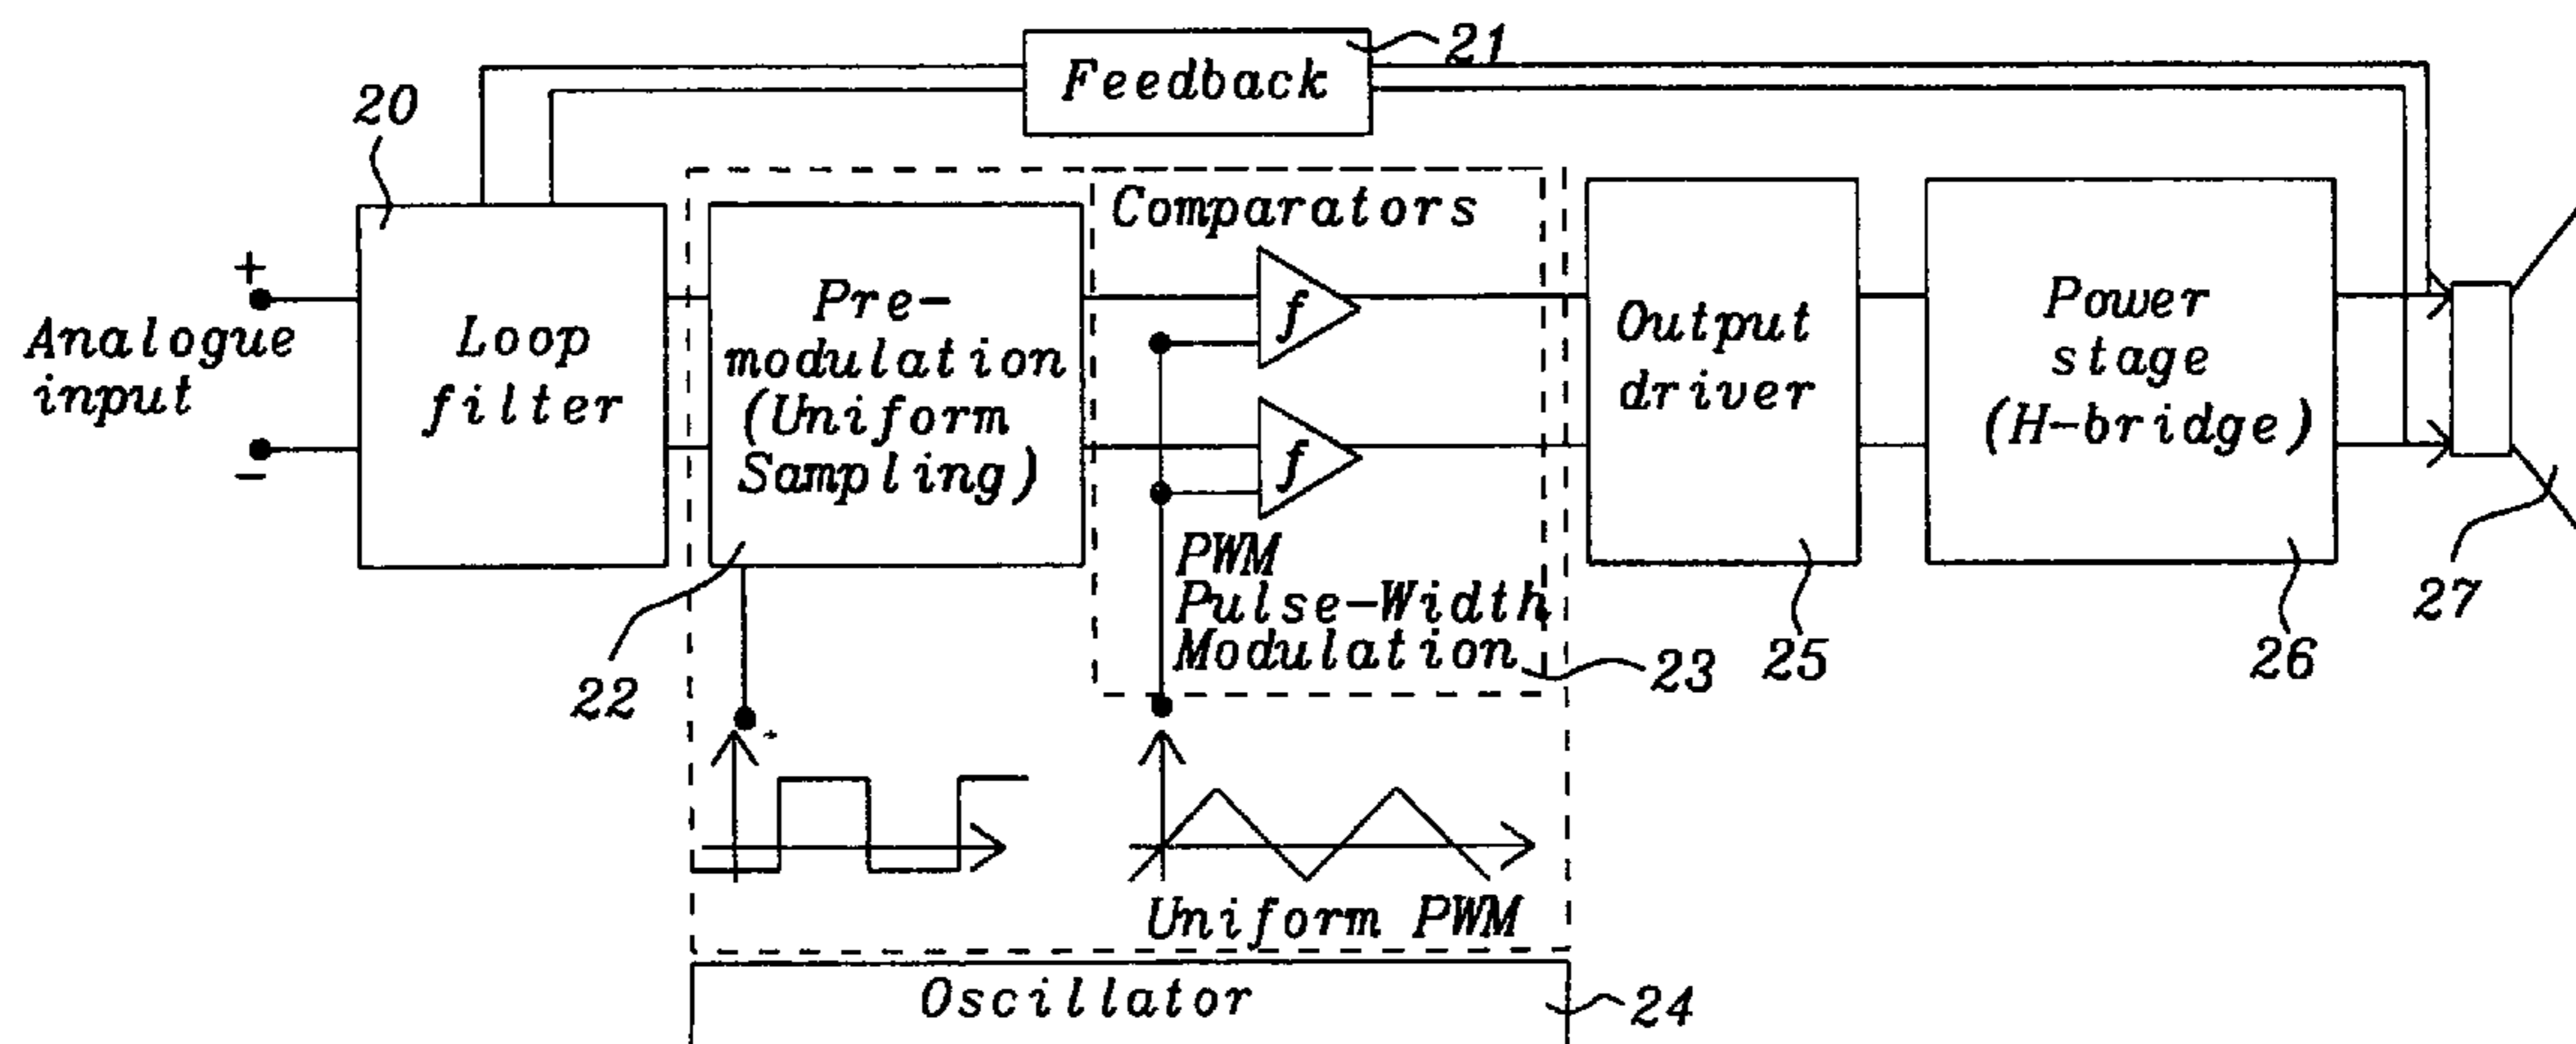 21
Feedback
20
Comparators
+
Analogue
input
-
Loop
filter
Pre-
modulation
(Uniform
Sampling)
f
f
PWM
Pulse-Width
Modulation
Output
driver
Power
stage
(H-bridge)
22
23
25
26
27
Uniform PWM
Oscillator
24